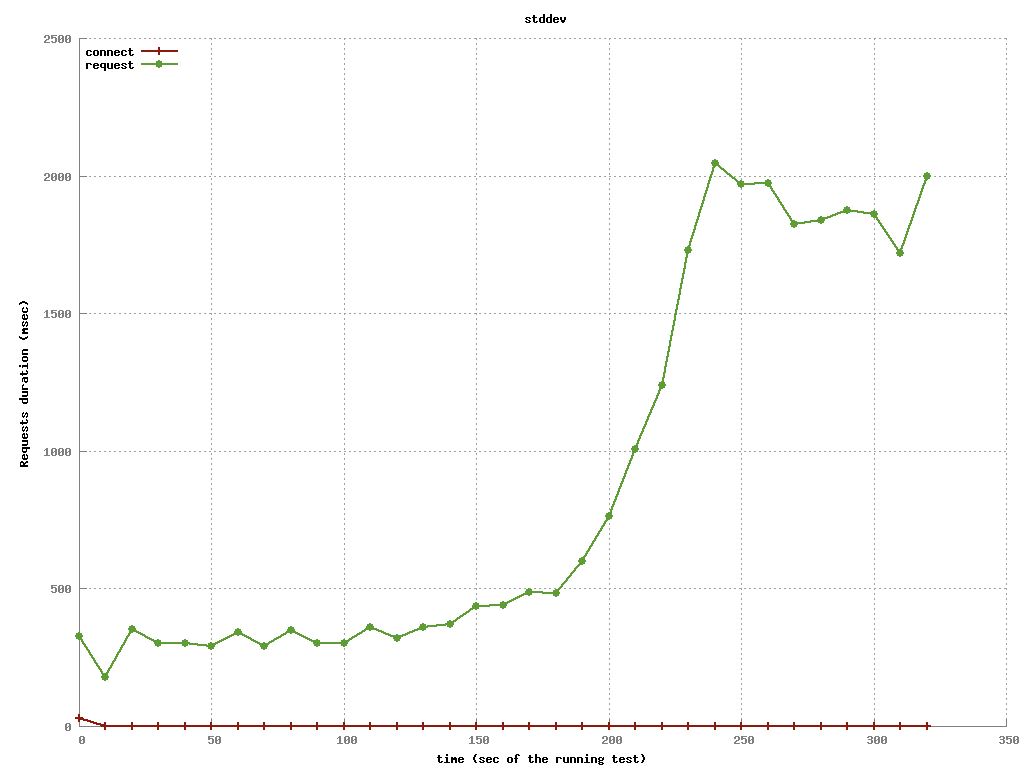 stddev
2500
connect
request
2000
1500
Requests duration (msec)
1000
500
0
0 50 100 150 200 250 300 350
time (sec of the running test)